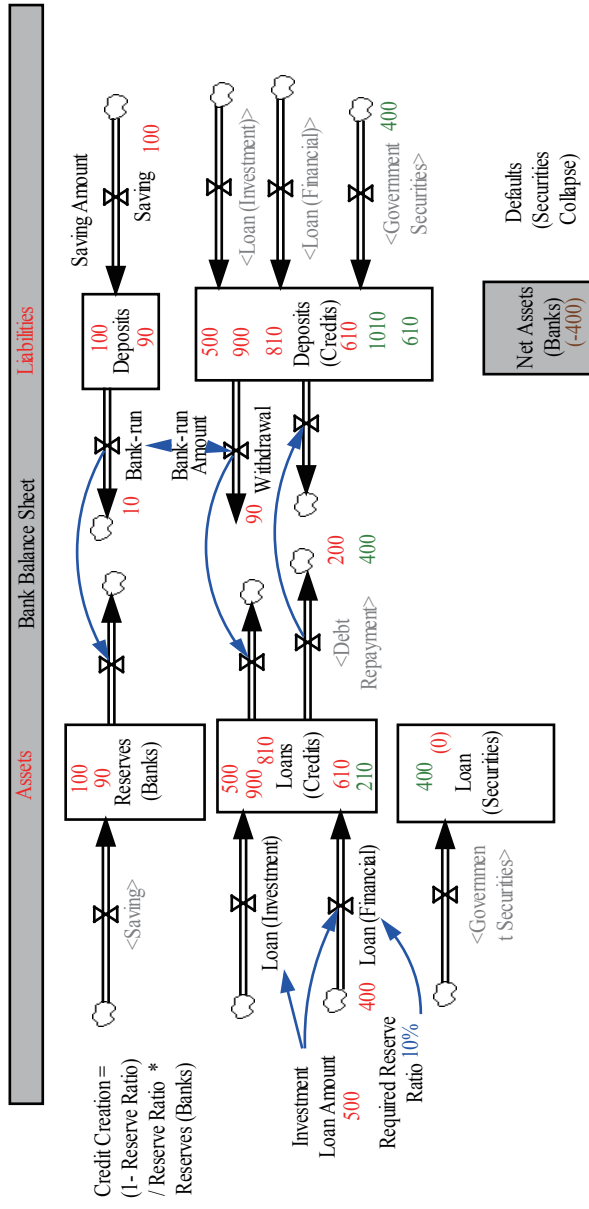 Assets
Bank Balance Sheet
Liabilities
Credit Creation =
(1- Reserve Ratio)
/ Reserve Ratio *
Reserves (Banks)
<Saving>
100
90
Reserves
(Banks)
10
Bank-run
100
Deposits
90
Saving Amount
Saving
100
Bank-run
Amount
Investment
Loan Amount
500
Loan (Investment)
500
900
810
Loans
(Credits)
610
210
400
Loan (Financial)
Required Reserve
Ratio 10%
90
Withdrawal
<Debt
Repayment>
200
400
500
900
810
Deposits
(Credits)
610
1010
610
<Loan (Investment)>
<Loan (Financial)>
<Government
Securities>
400
<Governmen
t Securities>
400
(0)
Loan
(Securities)
Net Assets
(Banks)
(-400)
Defaults
(Securities
Collapse)